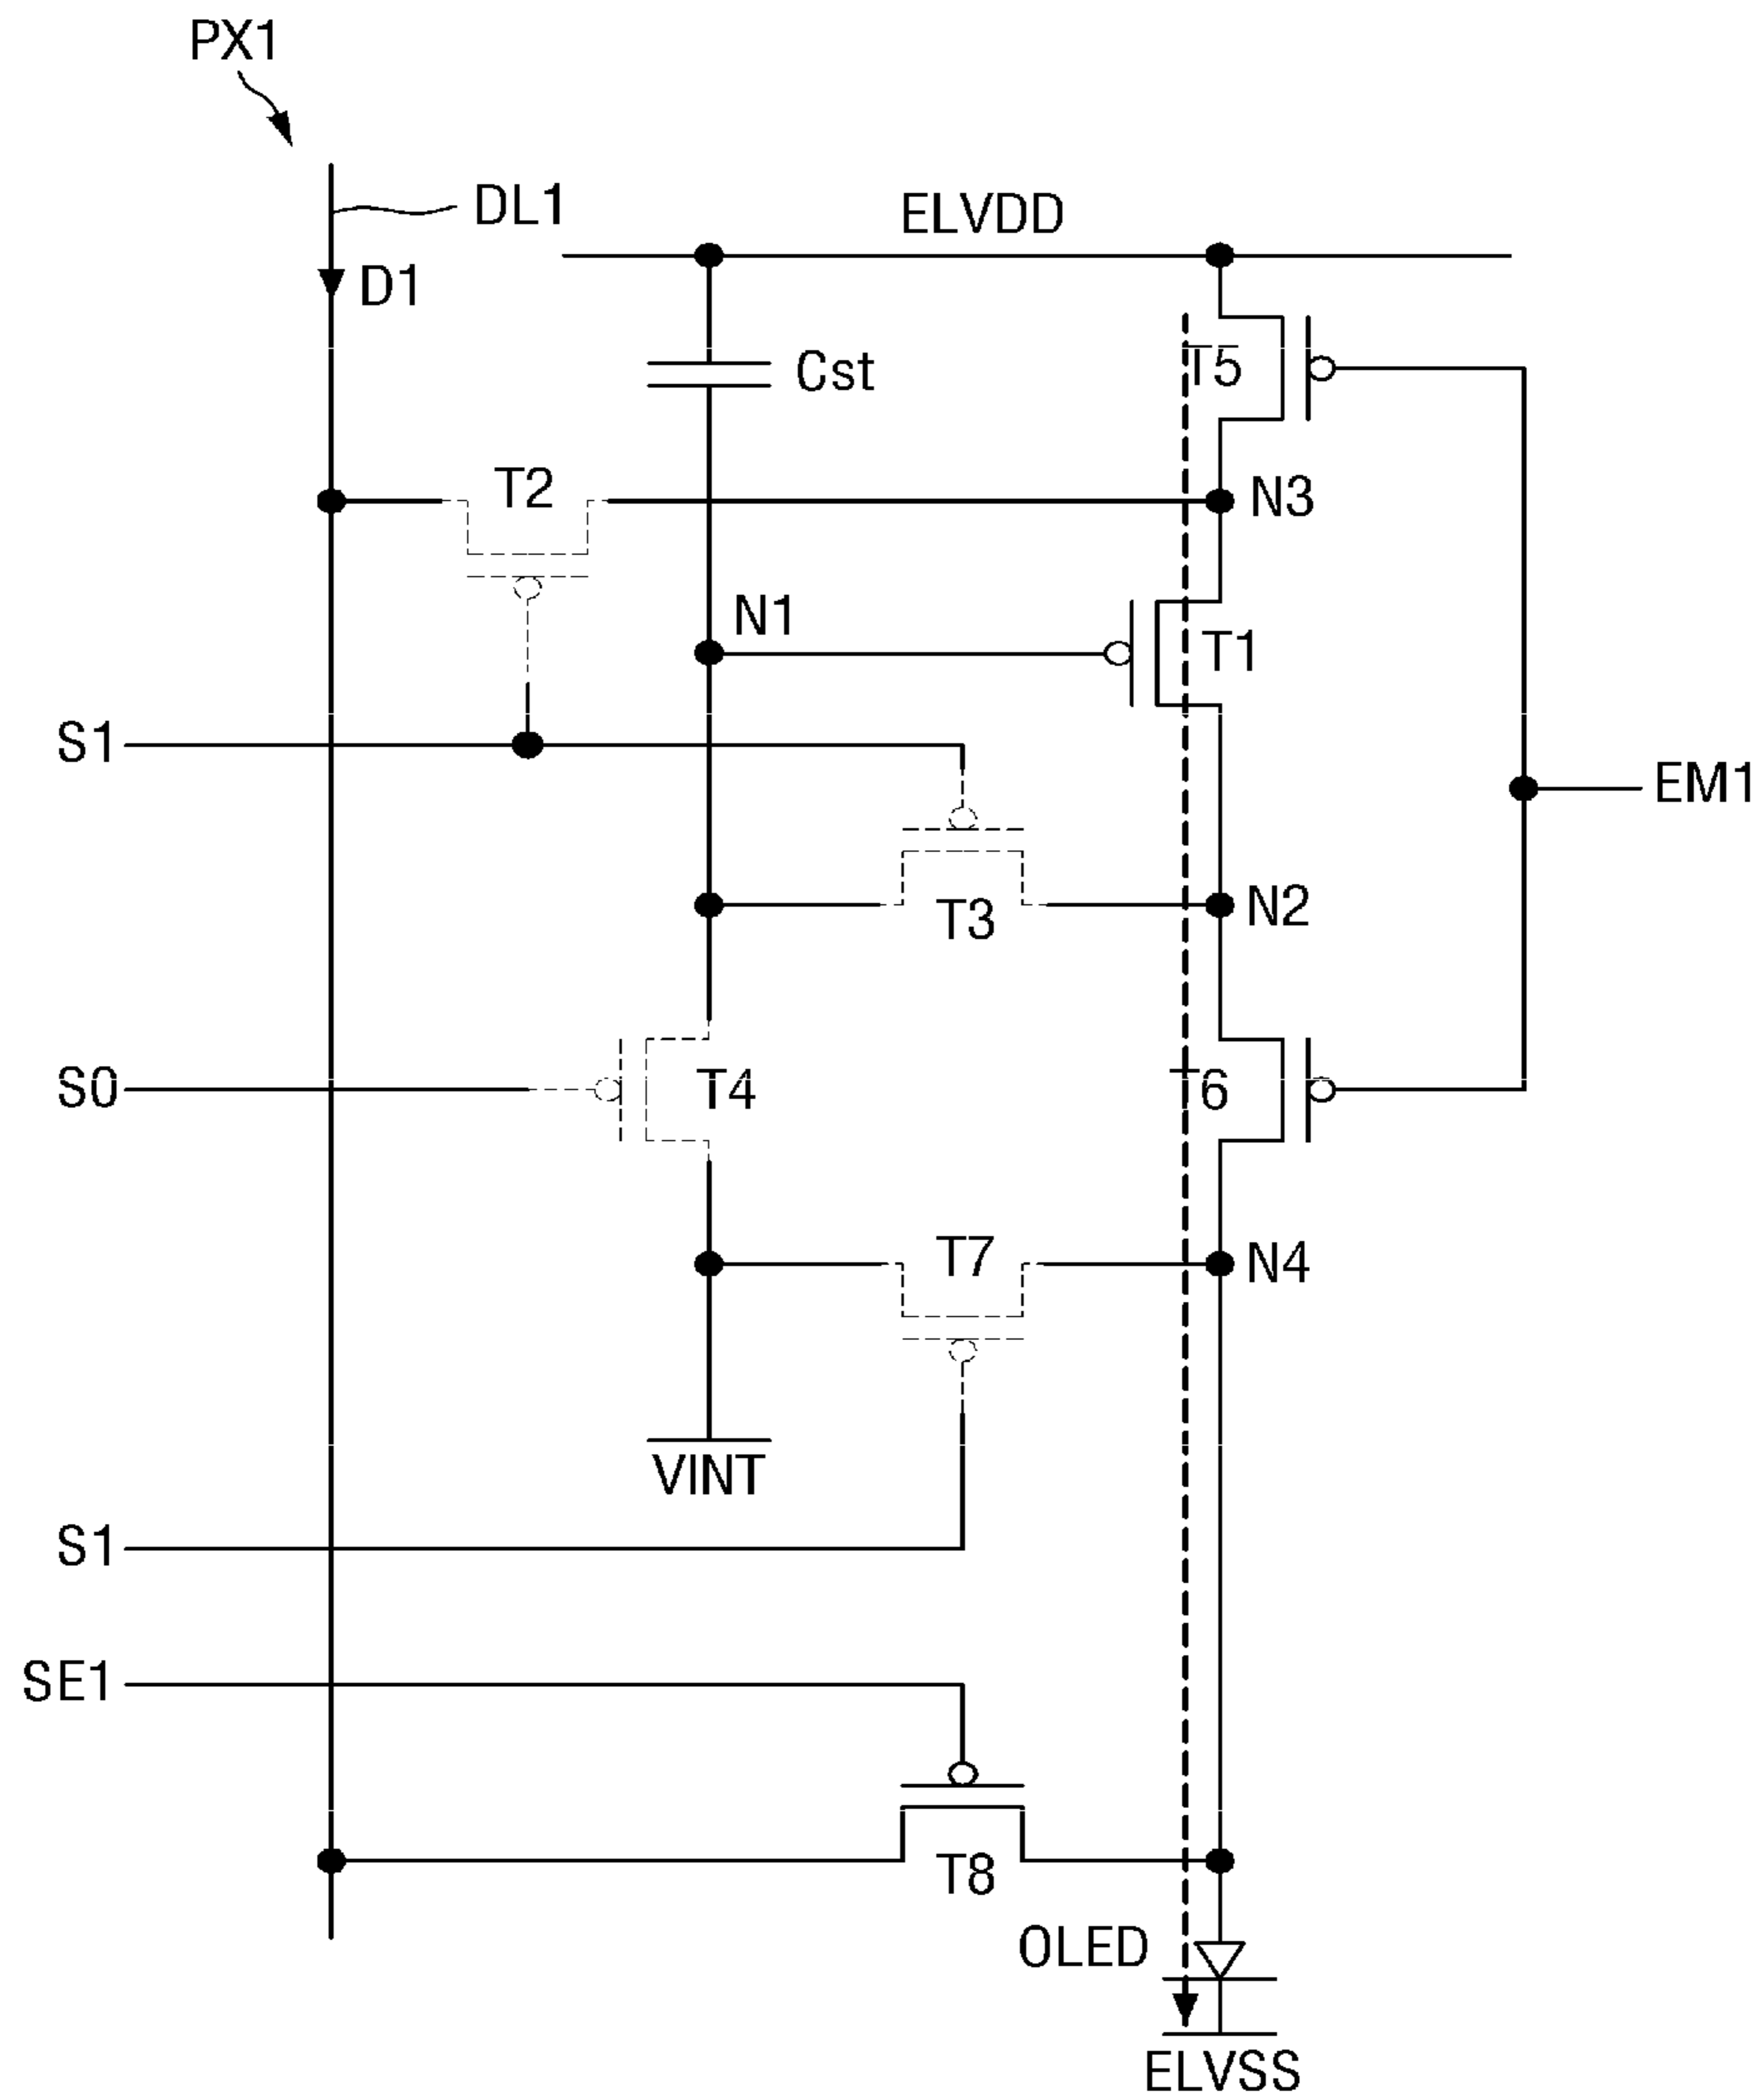 PX1
DL1
ELVDD
D1
Cst
T5
T2
N3
N1
T1
S1
EM1
T3
N2
S0
T4
T6
T7
N4
VINT
S1
SE1
T8
OLED
ELVSS